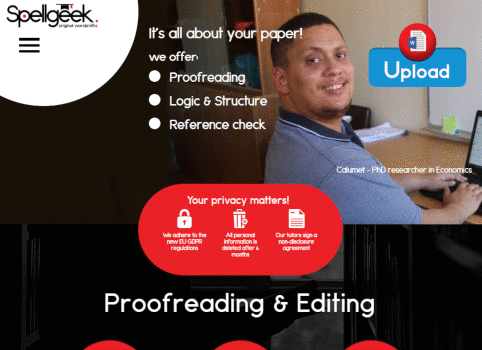 Spellgeek.
original wordcrafts.
It's all about your paper!
we offer:
Proofreading
Logic & Structure
Reference check
Upload
Calumet - PhD researcher in Economics
Your privacy matters!
We adhere to the
new EU GDPR
regulations
All personal
information is
deleted after 6
months
Our tutors sign a
non-disclosure
agreement
Proofreading & Editing